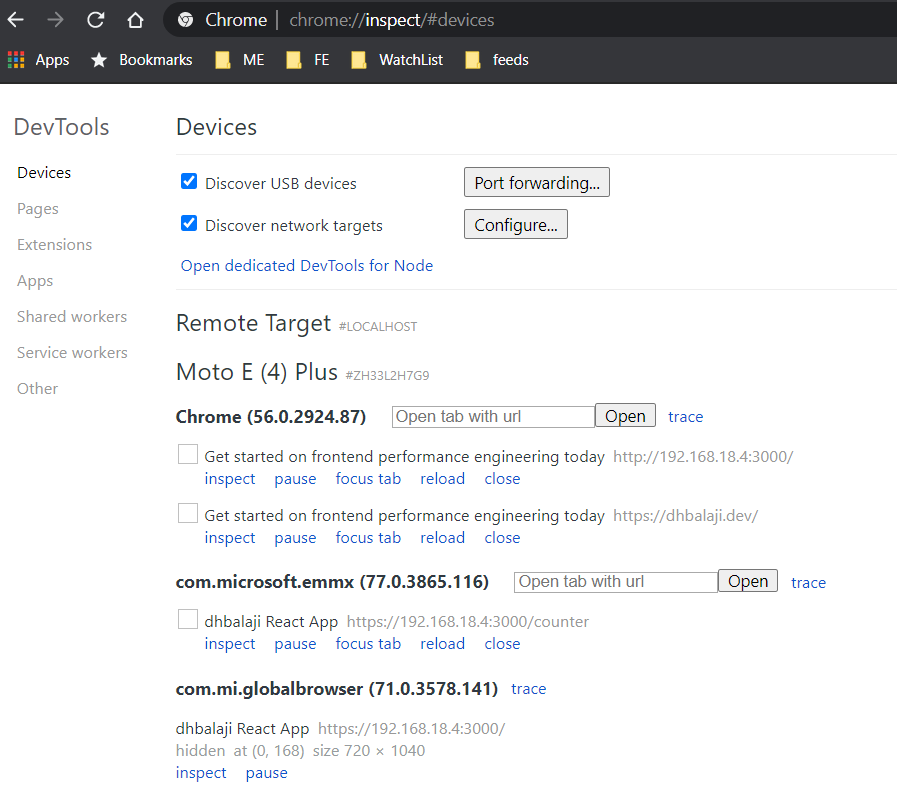 Chrome | chrome://inspect/#devices
Apps Bookmarks ME FE WatchList feeds
DevTools
Devices
Pages
Extensions
Apps
Shared workers
Service workers
Other
Devices
Discover USB devices Port forwarding...
Discover network targets Configure...
Open dedicated DevTools for Node
Remote Target #LOCALHOST
Moto E (4) Plus #ZH33L2H7G9
Chrome (56.0.2924.87) Open tab with url Open trace
Get started on frontend performance engineering today http://192.168.18.4:3000/
inspect pause focus tab reload close
Get started on frontend performance engineering today https://dhbalaji.dev/
inspect pause focus tab reload close
com.microsoft.emmx (77.0.3865.116) Open tab with url Open trace
dhbalaji React App https://192.168.18.4:3000/counter
inspect pause focus tab reload close
com.mi.globalbrowser (71.0.3578.141) trace
dhbalaji React App https://192.168.18.4:3000/
hidden at (0, 168) size 720 × 1040
inspect pause